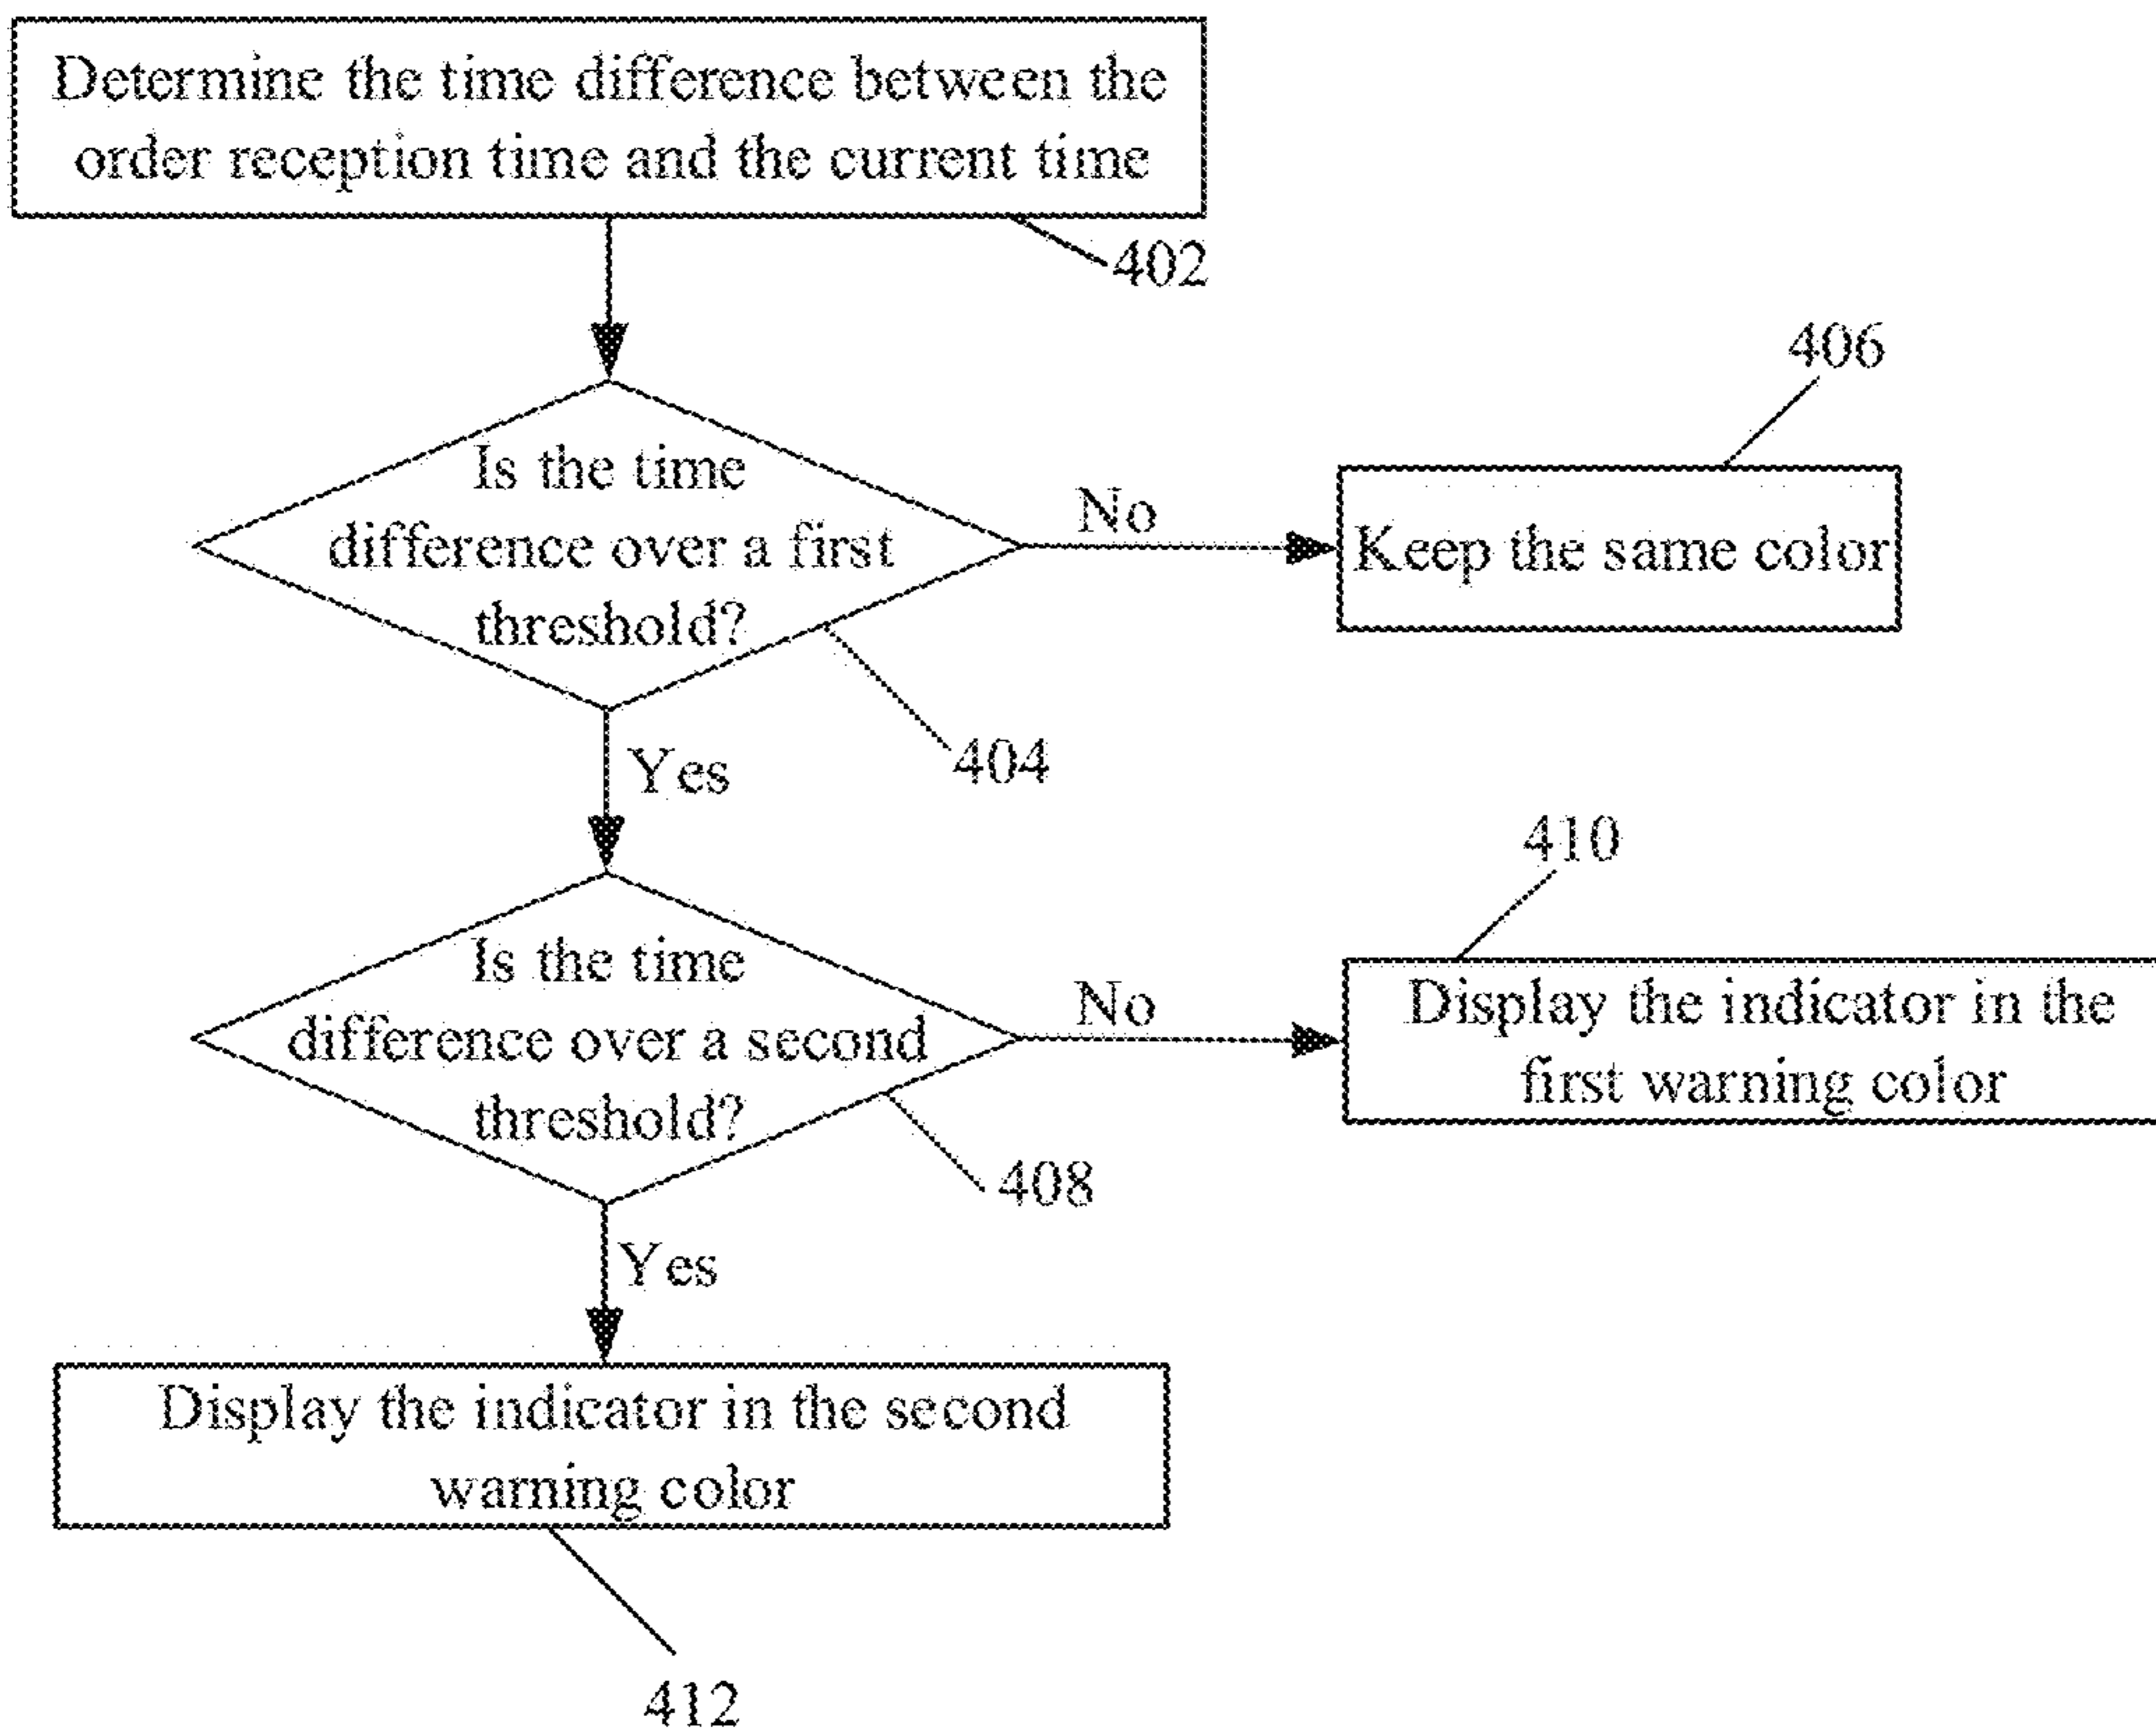 Determine the time difference between the
order reception time and the current time
402
406
Is the time
difference over a first
threshold?
No
Keep the same color
404
Yes
410
Is the time
difference over a second
threshold?
No
Display the indicator in the
first warning color
408
Yes
Display the indicator in the second
warning color
412